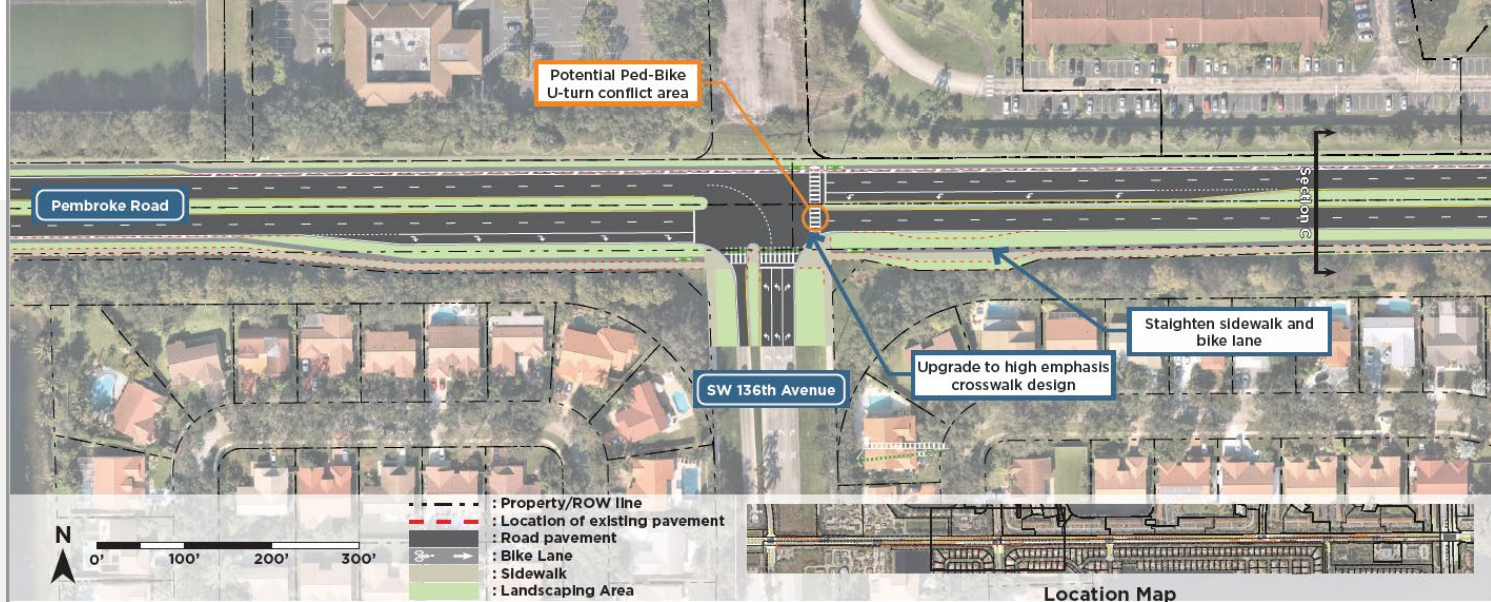 Potential Ped-Bike
U-turn conflict area
Pembroke Road
Section C
Staighten sidewalk and
bike lane
Upgrade to high emphasis
crosswalk design
SW 136th Avenue
N
0' 100' 200' 300'
: Property/ROW line
: Location of existing pavement
: Road pavement
: Bike Lane
: Sidewalk
: Landscaping Area
Location Map